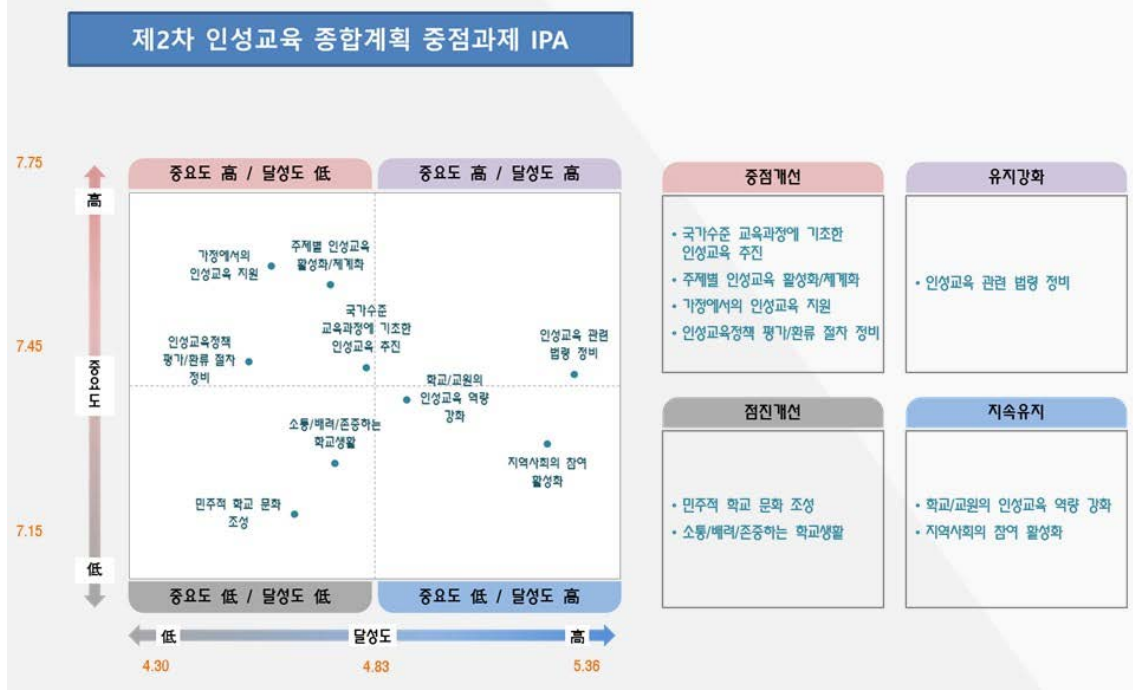 제2차 인성교육 종합계획 중점과제 IPA
7.75
7.45
7.15
高
중요도
低
중요도 高 / 달성도 低
중요도 高 / 달성도 高
가정에서의
인성교육 지원
주제별 인성교육
활성화/체계화
국가수준
교육과정에 기초한
인성교육 추진
인성교육정책
평가/환류 절차
정비
인성교육 관련
법령 정비
학교/교원의
인성교육 역량
강화
소통/배려/존중하는
학교생활
지역사회의 참여
활성화
민주적 학교 문화
조성
중요도 低 / 달성도 低
중요도 低 / 달성도 高
低
달성도
高
4.30
4.83
5.36
중점개선
• 국가수준 교육과정에 기초한
인성교육 추진
• 주제별 인성교육 활성화/체계화
• 가정에서의 인성교육 지원
• 인성교육정책 평가/환류 절차 정비
유지강화
• 인성교육 관련 법령 정비
점진개선
• 민주적 학교 문화 조성
• 소통/배려/존중하는 학교생활
지속유지
• 학교/교원의 인성교육 역량 강화
• 지역사회의 참여 활성화